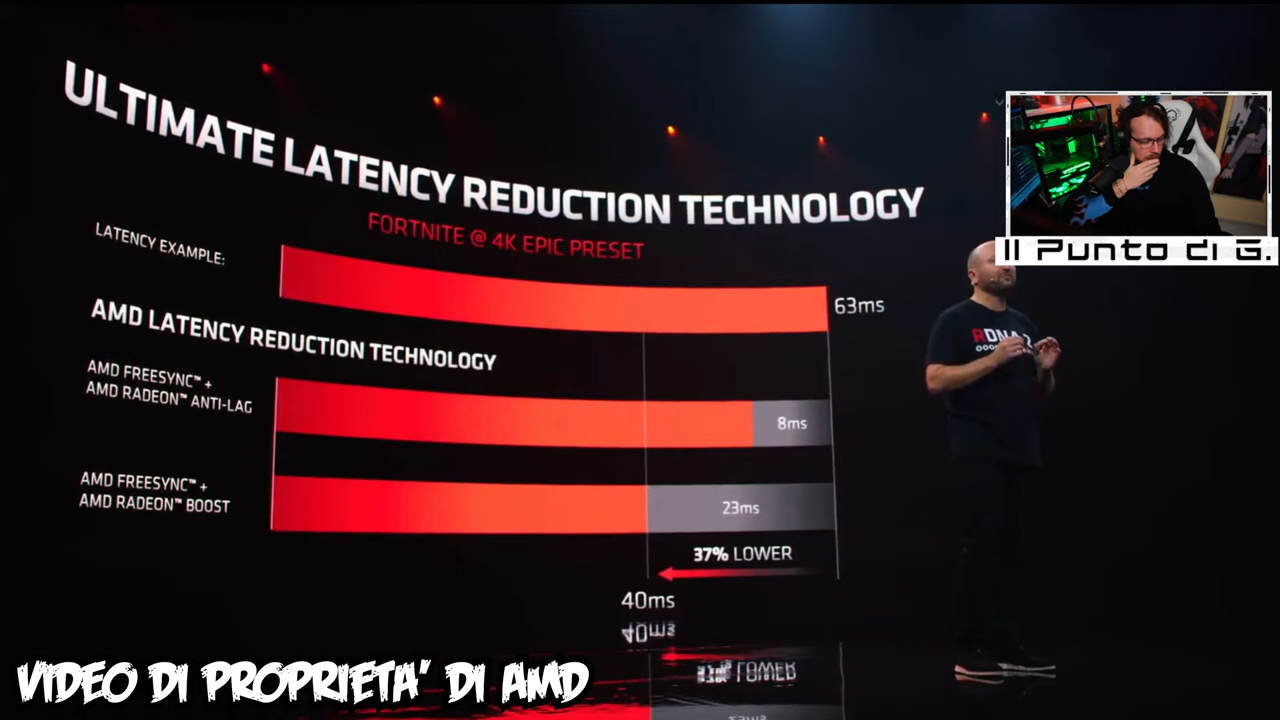 ULTIMATE LATENCY REDUCTION TECHNOLOGY
FORTNITE @ 4K EPIC PRESET
LATENCY EXAMPLE:
63ms
AMD LATENCY REDUCTION TECHNOLOGY
AMD FREESYNC™ +
AMD RADEON™ ANTI-LAG
8ms
AMD FREESYNC™ +
AMD RADEON™ BOOST
23ms
37% LOWER
40ms
Il Punto di G.
VIDEO DI PROPRIETA' DI AMD